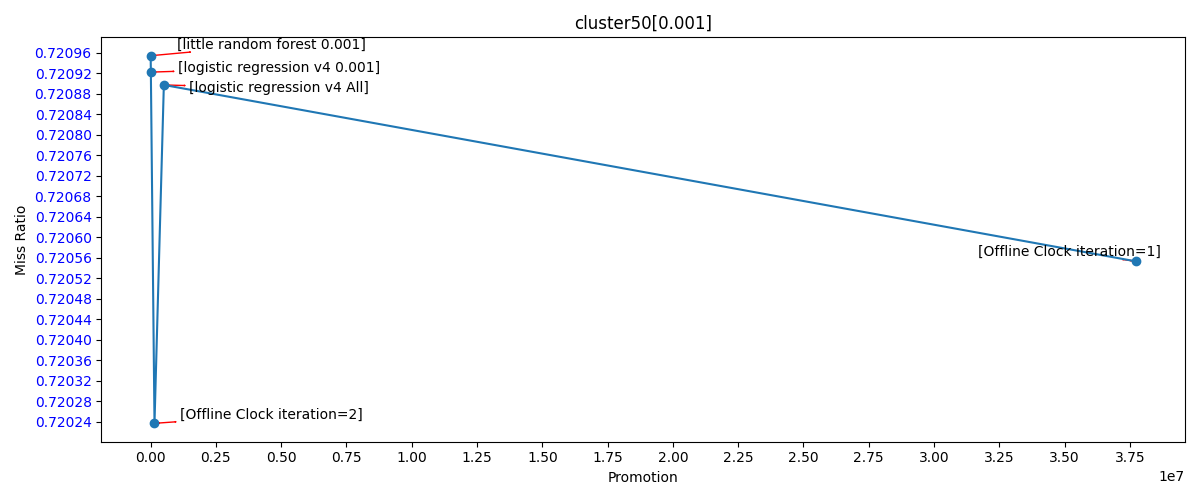 cluster50[0.001]
[little random forest 0.001]
[logistic regression v4 0.001]
[logistic regression v4 All]
[Offline Clock iteration=1]
[Offline Clock iteration=2]
Miss Ratio
0.72096
0.72092
0.72088
0.72084
0.72080
0.72076
0.72072
0.72068
0.72064
0.72060
0.72056
0.72052
0.72048
0.72044
0.72040
0.72036
0.72032
0.72028
0.72024
0.00 0.25 0.50 0.75 1.00 1.25 1.50 1.75 2.00 2.25 2.50 2.75 3.00 3.25 3.50 3.75
1e7
Promotion